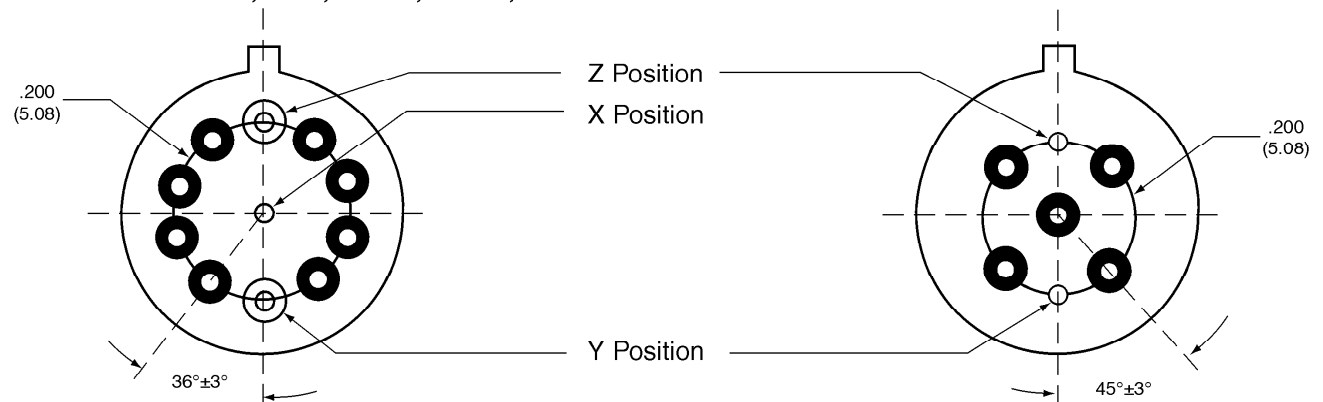 .200
(5.08)
Z Position
X Position
.200
(5.08)
Y Position
36°±3°
45°±3°